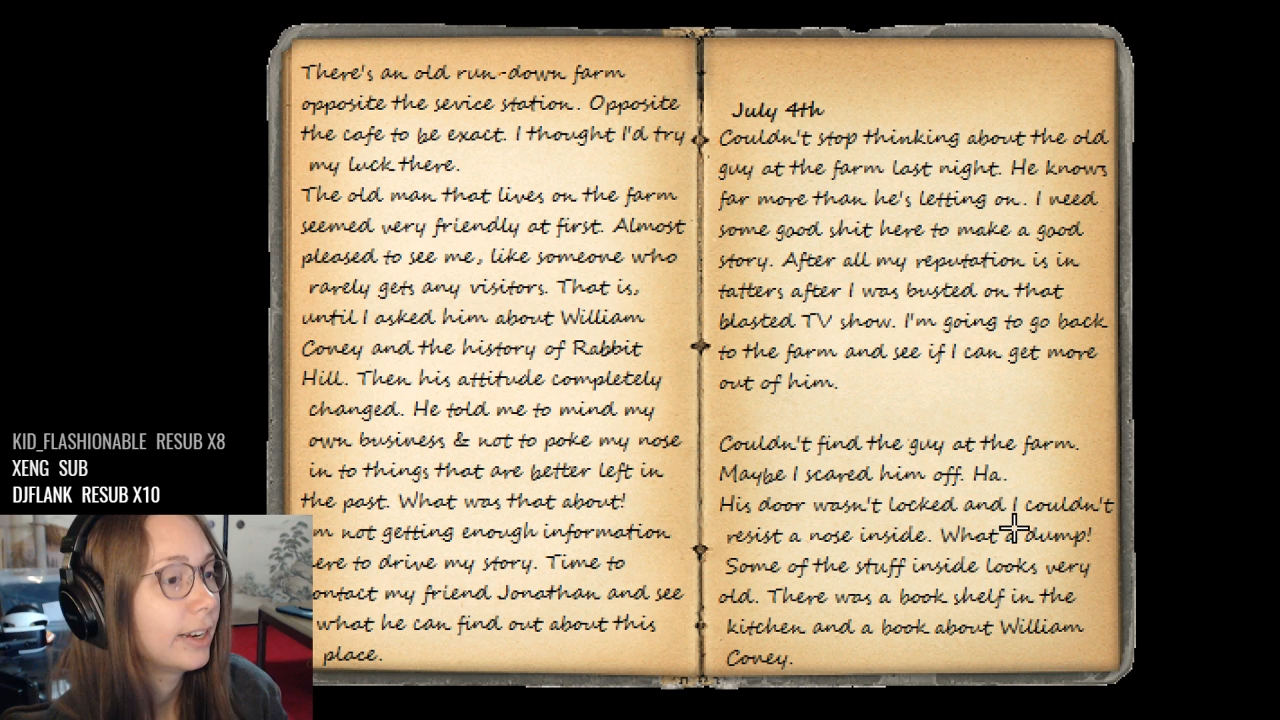 There's an old run-down farm
opposite the sevice station. Opposite
the cafe to be exact. I thought I'd try
my luck there.
The old man that lives on the farm
seemed very friendly at first. Almost
pleased to see me, like someone who
rarely gets any visitors. That is,
until I asked him about William
Coney and the history of Rabbit
Hill. Then his attitude completely
changed. He told me to mind my
own business & not to poke my nose
in to things that are better left in
the past. What was that about!
m not getting enough information
ere to drive my story. Time to
ontact my friend Jonathan and see
what he can find out about this
place.
July 4th
Couldn't stop thinking about the old
guy at the farm last night. He knows
far more than he's letting on. I need
some good shit here to make a good
story. After all my reputation is in
tatters after I was busted on that
blasted TV show. I'm going to go back
to the farm and see if I can get more
out of him.
Couldn't find the guy at the farm.
Maybe I scared him off. Ha.
His door wasn't locked and I couldn't
resist a nose inside. What a dump!
Some of the stuff inside looks very
old. There was a book shelf in the
kitchen and a book about William
Coney.
KID_FLASHIONABLE RESUB X8
XENG SUB
DJFLANK RESUB X10